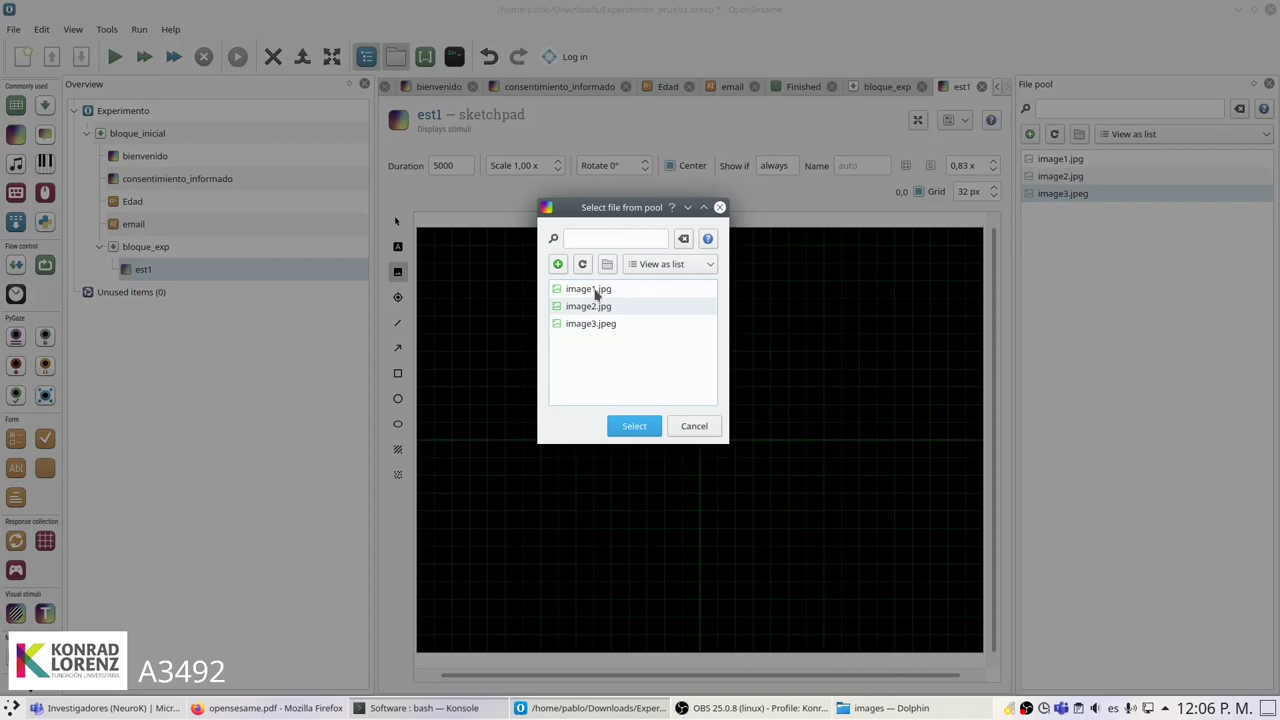 /home/pablo/Downloads/Experimento_prueba.osexp * - OpenSesame
File Edit View Tools Run Help
Log in
Commonly used
Overview
bienvenido consentimiento_informado Edad email Finished bloque_exp est1
File pool
Experimento
bloque_inicial
bienvenido
consentimiento_informado
Edad
email
bloque_exp
est1
Unused items (0)
est1 — sketchpad
Displays stimuli
Duration 5000 Scale 1,00 x Rotate 0° Center Show if always Name auto 0,83 x
0,0 Grid 32 px
View as list
image1.jpg
image2.jpg
image3.jpeg
Select file from pool
View as list
image1.jpg
image2.jpg
image3.jpeg
Select Cancel
Flow control
PyGaze
Form
Response collection
Visual stimuli
KONRAD
LORENZ
FUNDACIÓN UNIVERSITARIA
A3492
Investigadores (NeuroK) | Micr... opensesame.pdf - Mozilla Firefox Software : bash — Konsole /home/pablo/Downloads/Exper... OBS 25.0.8 (linux) - Profile: Konr... images — Dolphin es 12:06 P. M.